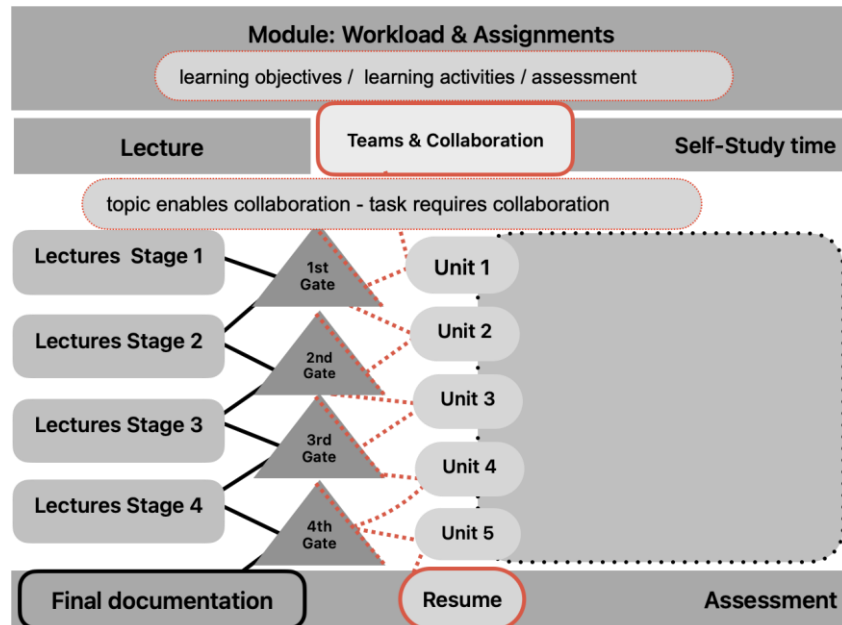 Module: Workload & Assignments
learning objectives / learning activities / assessment
Lecture
Teams & Collaboration
Self-Study time
topic enables collaboration - task requires collaboration
Lectures Stage 1
1st
Gate
Unit 1
Lectures Stage 2
2nd
Gate
Unit 2
Lectures Stage 3
3rd
Gate
Unit 3
Unit 4
Lectures Stage 4
4th
Gate
Unit 5
Final documentation
Resume
Assessment